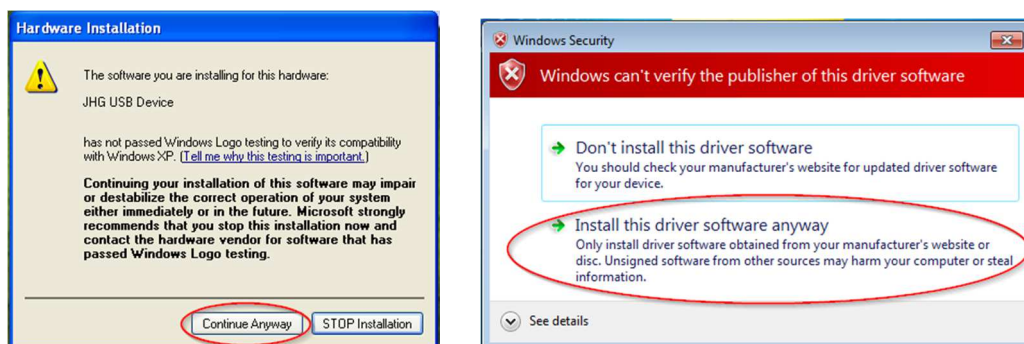 Hardware Installation
The software you are installing for this hardware:
JHG USB Device
has not passed Windows Logo testing to verify its compatibility
with Windows XP. (Tell me why this testing is important.)
Continuing your installation of this software may impair
or destabilize the correct operation of your system
either immediately or in the future. Microsoft strongly
recommends that you stop this installation now and
contact the hardware vendor for software that has
passed Windows Logo testing.
Continue Anyway
STOP Installation
Windows Security
Windows can't verify the publisher of this driver software
Don't install this driver software
You should check your manufacturer's website for updated driver software
for your device.
Install this driver software anyway
Only install driver software obtained from your manufacturer's website or
disc. Unsigned software from other sources may harm your computer or steal
information.
See details